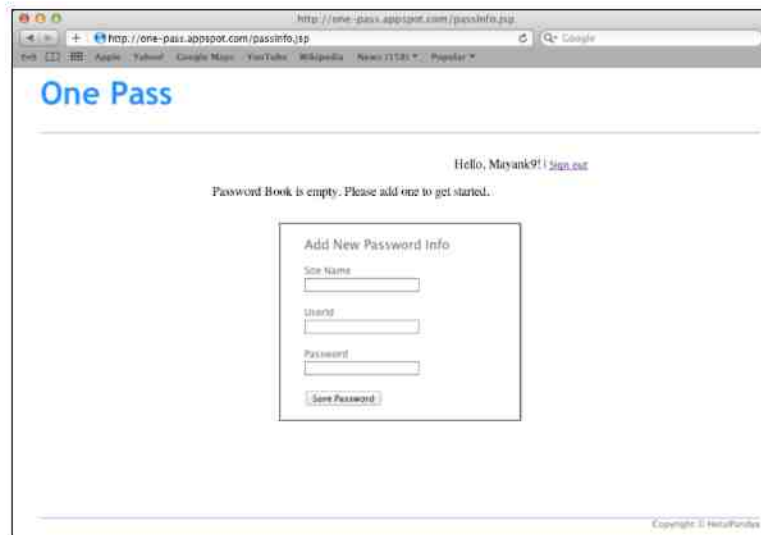 http://one-pass.appspot.com/passInfo.jsp
http://one-pass.appspot.com/passInfo.jsp
Google
Apple Yahoo! Google Maps YouTube Wikipedia News (158) Popular
One Pass
Hello, Mayank9! | Sign out
Password Book is empty. Please add one to get started.
Add New Password Info
Site Name
UserId
Password
Save Password
Copyright ©